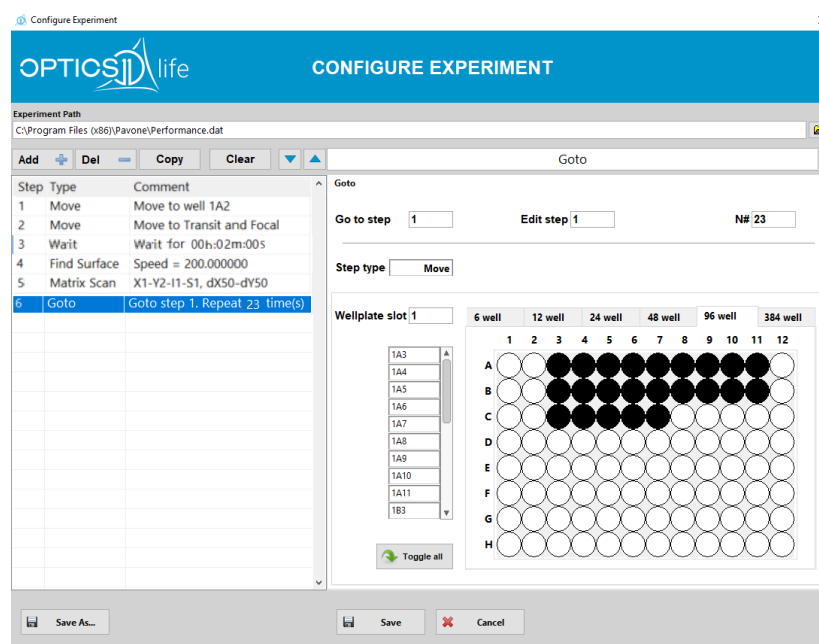 Configure Experiment
OPTICS11 life
CONFIGURE EXPERIMENT
Experiment Path
C:\Program Files (x86)\Pavone\Performance.dat
Add Del Copy Clear
Goto
Step Type Comment
1 Move Move to well 1A2
2 Move Move to Transit and Focal
3 Wait Wait for 00h:02m:00s
4 Find Surface Speed = 200.000000
5 Matrix Scan X1-Y2-I1-S1, dX50-dY50
6 Goto Goto step 1. Repeat 23 time(s)
Goto
Go to step 1 Edit step 1 N# 23
Step type Move
Wellplate slot 1
6 well 12 well 24 well 48 well 96 well 384 well
1 2 3 4 5 6 7 8 9 10 11 12
1A3
1A4
1A5
1A6
1A7
1A8
1A9
1A10
1A11
1B3
A
B
C
D
E
F
G
H
Toggle all
Save As...
Save
Cancel